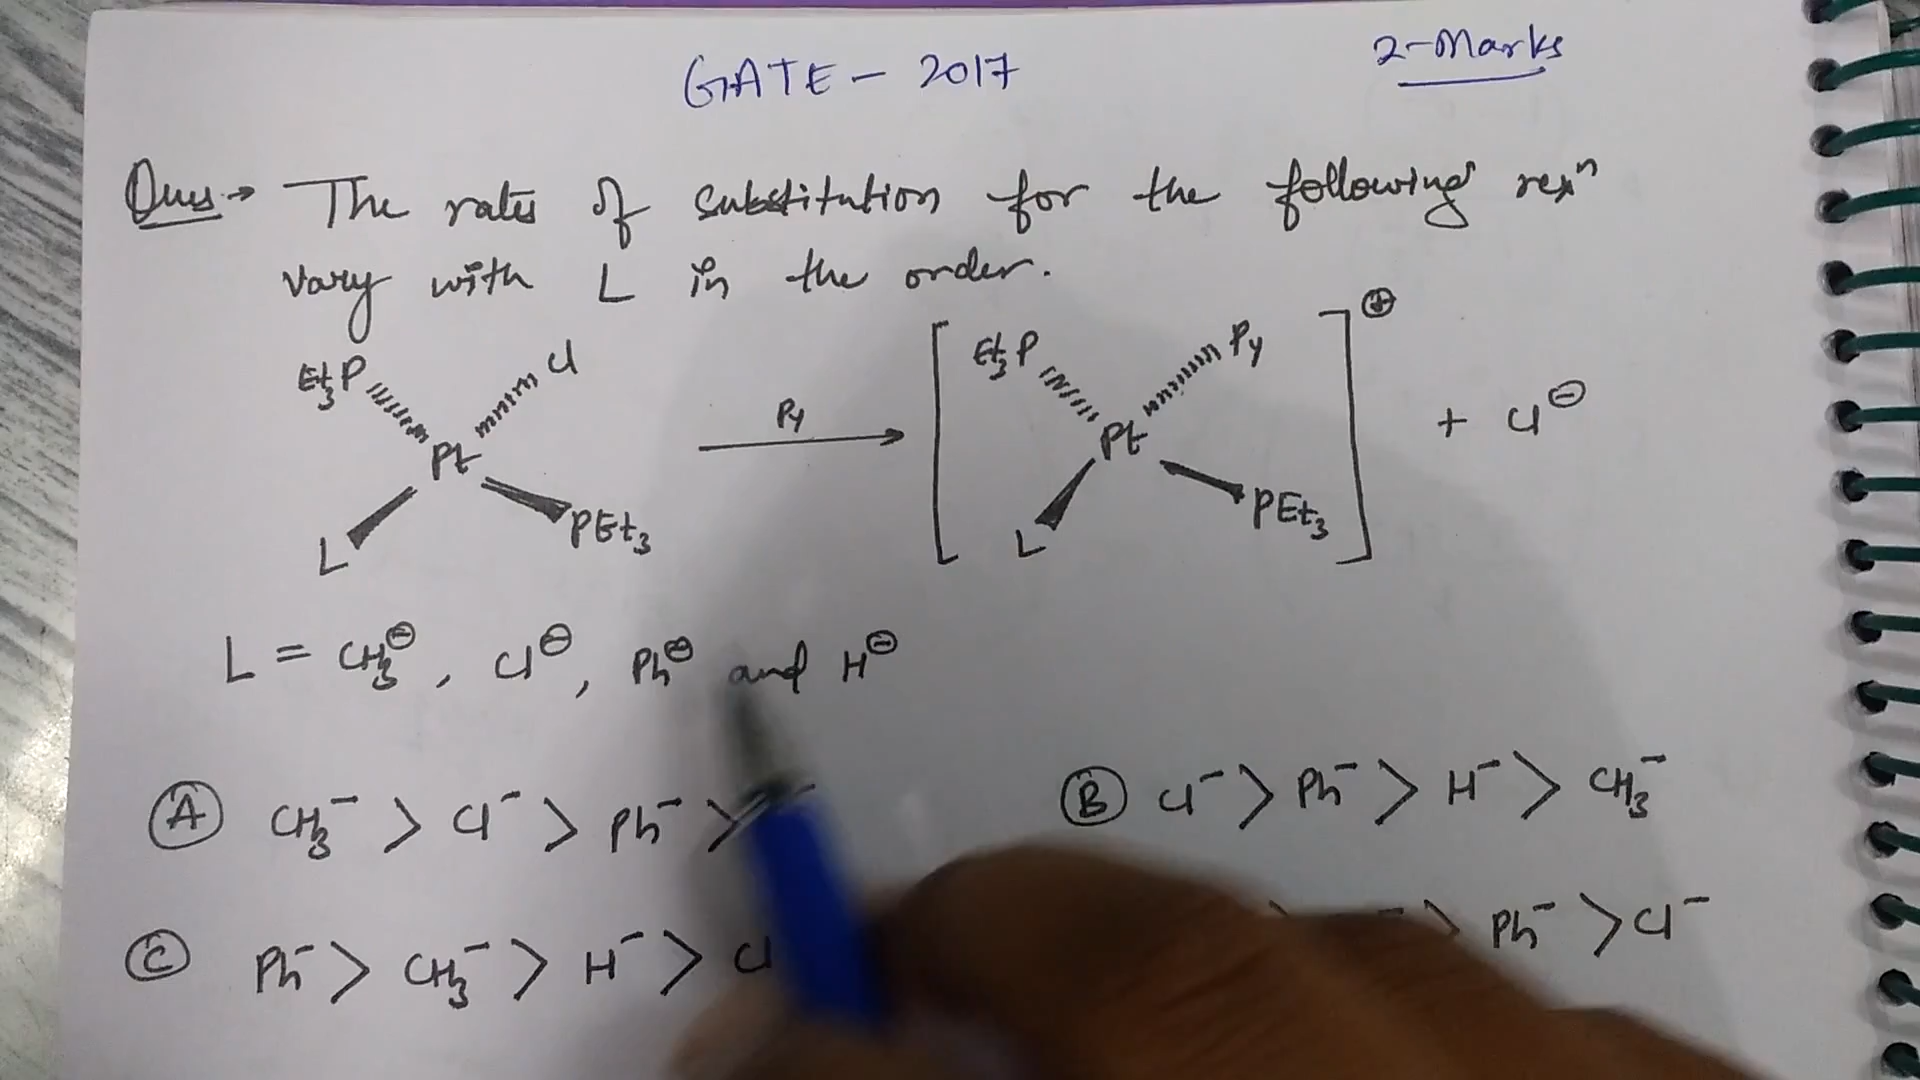 GATE - 2017
2-Marks
Ques → The rates of substitution for the following rexⁿ
vary with L in the order.
Et₃P Cl Pt L PEt₃
Py
[Et₃P Py Pt L PEt₃]⊕ + Cl⊖
L = CH₃⊖, Cl⊖, Ph⊖ and H⊖
Ⓐ CH₃⁻ > Cl⁻ > Ph⁻ >
Ⓑ Cl⁻ > Ph⁻ > H⁻ > CH₃⁻
Ⓒ Ph⁻ > CH₃⁻ > H⁻ > Cl
> Ph⁻ > Cl⁻